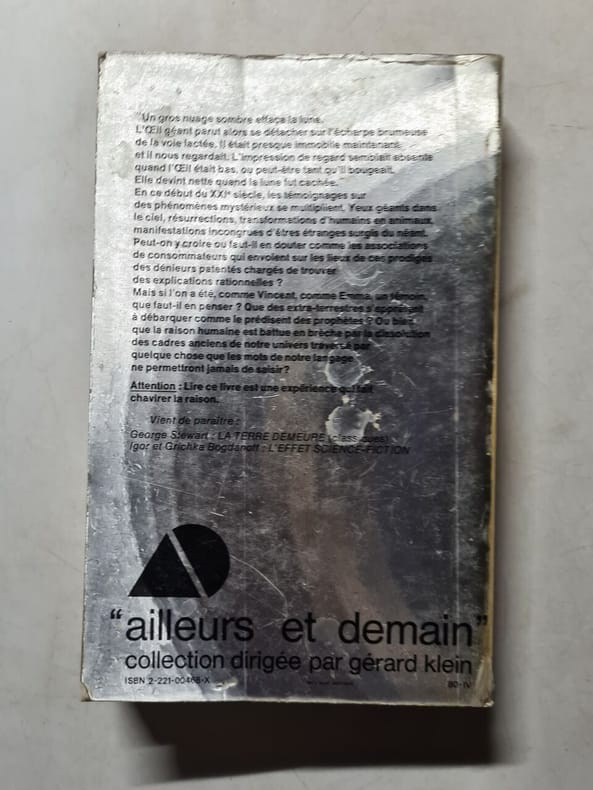 "Un gros nuage sombre effaça la lune.
L'Œil géant parut alors se détacher sur l'écharpe brumeuse
de la voie lactée. Il était presque immobile maintenant
et il nous regardait. L'impression de regard semblait absente
quand l'Œil était bas, ou peut-être tant qu'il bougeait.
Elle devint nette quand la lune fut cachée."
En ce début du XXIe siècle, les témoignages sur
des phénomènes mystérieux se multiplient. Yeux géants dans
le ciel, résurrections, transformations d'humains en animaux,
manifestations incongrues d'êtres étranges surgis du néant.
Peut-on y croire ou faut-il en douter comme les associations
de consommateurs qui envoient sur les lieux de ces prodiges
des dénieurs patentés chargés de trouver
des explications rationnelles ?
Mais si l'on a été, comme Vincent, comme Emma, un témoin,
que faut-il en penser ? Que des extra-terrestres s'apprêtent
à débarquer comme le prédisent des prophètes ? Ou bien
que la raison humaine est battue en brèche par la dissolution
des cadres anciens de notre univers traversé par
quelque chose que les mots de notre langage
ne permettront jamais de saisir ?
Attention : Lire ce livre est une expérience qui fait
chavirer la raison.
Vient de paraître :
George Stewart : LA TERRE DEMEURE (classiques)
Igor et Grichka Bogdanoff : L'EFFET SCIENCE-FICTION
"ailleurs et demain"
collection dirigée par gérard klein
ISBN 2-221-00468-X
80-IV